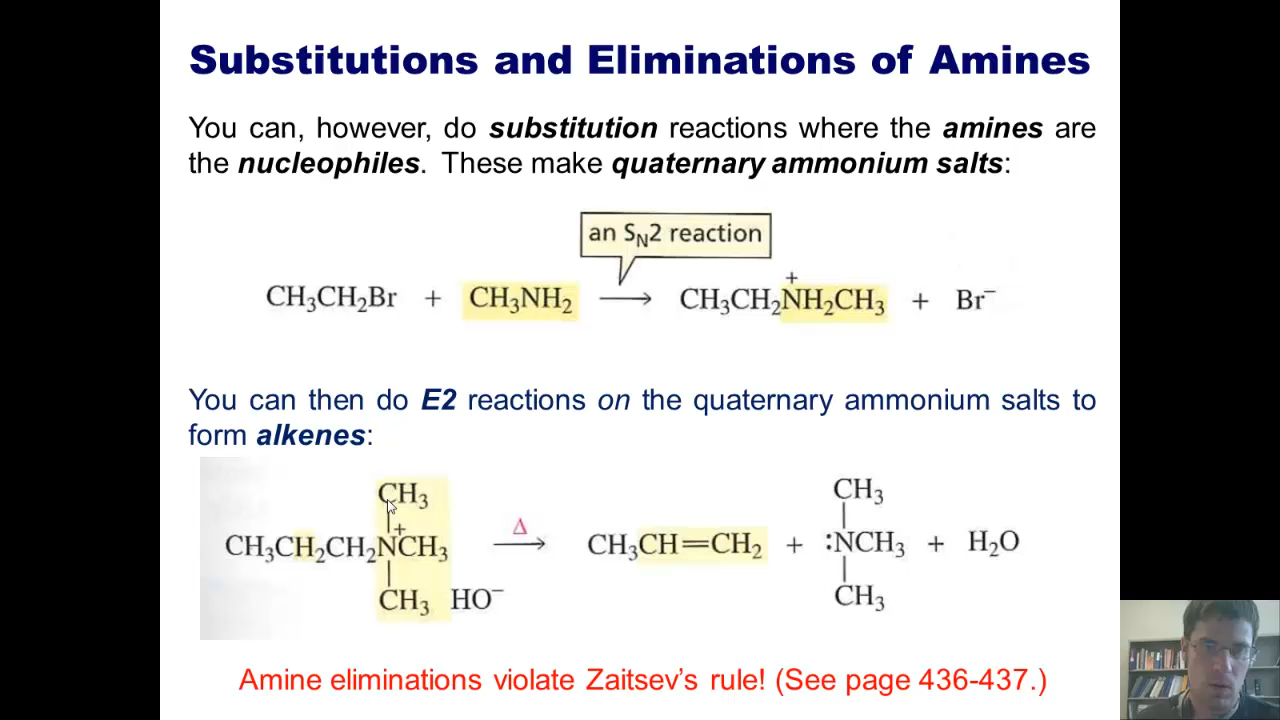 Substitutions and Eliminations of Amines
You can, however, do substitution reactions where the amines are
the nucleophiles. These make quaternary ammonium salts:
an SN2 reaction
CH₃CH₂Br + CH₃NH₂ ⟶ CH₃CH₂N⁺H₂CH₃ + Br⁻
You can then do E2 reactions on the quaternary ammonium salts to
form alkenes:
CH₃ CH₃
| + Δ |
CH₃CH₂CH₂NCH₃ ⟶ CH₃CH=CH₂ + :NCH₃ + H₂O
| |
CH₃ HO⁻ CH₃
Amine eliminations violate Zaitsev’s rule! (See page 436-437.)